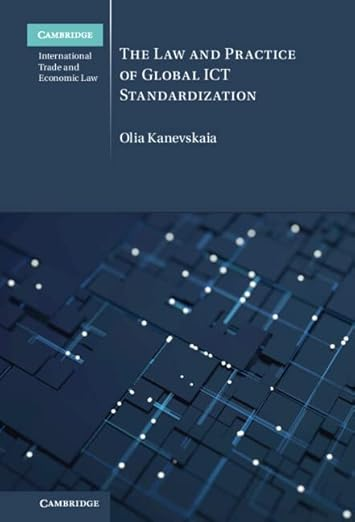 CAMBRIDGE
International
Trade and
Economic Law
THE LAW AND PRACTICE
OF GLOBAL ICT
STANDARDIZATION
Olia Kanevskaia
CAMBRIDGE